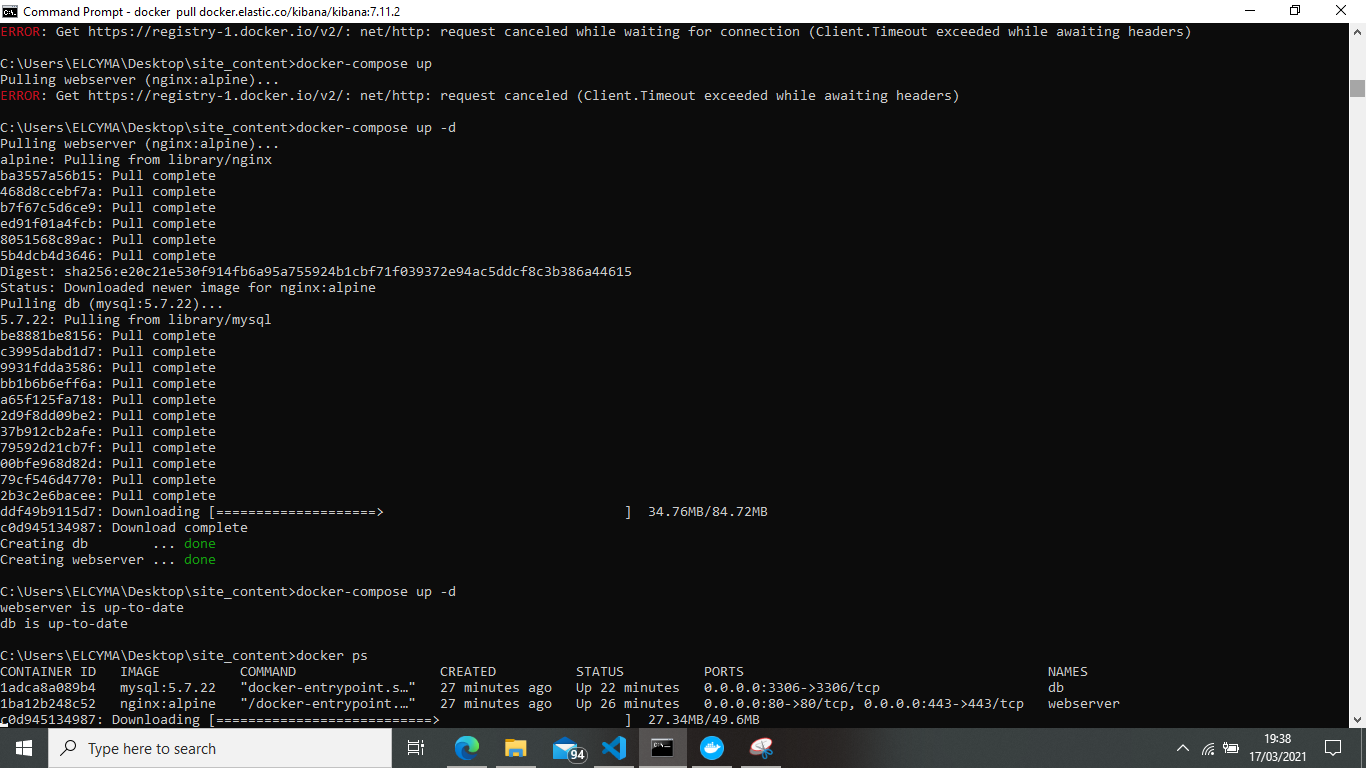 Command Prompt - docker pull docker.elastic.co/kibana/kibana:7.11.2
ERROR: Get https://registry-1.docker.io/v2/: net/http: request canceled while waiting for connection (Client.Timeout exceeded while awaiting headers)
C:\Users\ELCYMA\Desktop\site_content>docker-compose up
Pulling webserver (nginx:alpine)...
ERROR: Get https://registry-1.docker.io/v2/: net/http: request canceled (Client.Timeout exceeded while awaiting headers)
C:\Users\ELCYMA\Desktop\site_content>docker-compose up -d
Pulling webserver (nginx:alpine)...
alpine: Pulling from library/nginx
ba3557a56b15: Pull complete
468d8ccebf7a: Pull complete
b7f67c5d6ce9: Pull complete
ed91f01a4fcb: Pull complete
8051568c89ac: Pull complete
5b4dcb4d3646: Pull complete
Digest: sha256:e20c21e530f914fb6a95a755924b1cbf71f039372e94ac5ddcf8c3b386a44615
Status: Downloaded newer image for nginx:alpine
Pulling db (mysql:5.7.22)...
5.7.22: Pulling from library/mysql
be8881be8156: Pull complete
c3995dabd1d7: Pull complete
9931fdda3586: Pull complete
bb1b6b6eff6a: Pull complete
a65f125fa718: Pull complete
2d9f8dd09be2: Pull complete
37b912cb2afe: Pull complete
79592d21cb7f: Pull complete
00bfe968d82d: Pull complete
79cf546d4770: Pull complete
2b3c2e6bacee: Pull complete
ddf49b9115d7: Downloading [====================>                              ]  34.76MB/84.72MB
c0d945134987: Download complete
Creating db        ... done
Creating webserver ... done
C:\Users\ELCYMA\Desktop\site_content>docker-compose up -d
webserver is up-to-date
db is up-to-date
C:\Users\ELCYMA\Desktop\site_content>docker ps
CONTAINER ID   IMAGE          COMMAND                  CREATED          STATUS          PORTS                                      NAMES
1adca8a089b4   mysql:5.7.22   "docker-entrypoint.s…"   27 minutes ago   Up 22 minutes   0.0.0.0:3306->3306/tcp                     db
1ba12b248c52   nginx:alpine   "/docker-entrypoint.…"   27 minutes ago   Up 26 minutes   0.0.0.0:80->80/tcp, 0.0.0.0:443->443/tcp   webserver
c0d945134987: Downloading [===========================>                       ]  27.34MB/49.6MB
Type here to search
94
19:38
17/03/2021